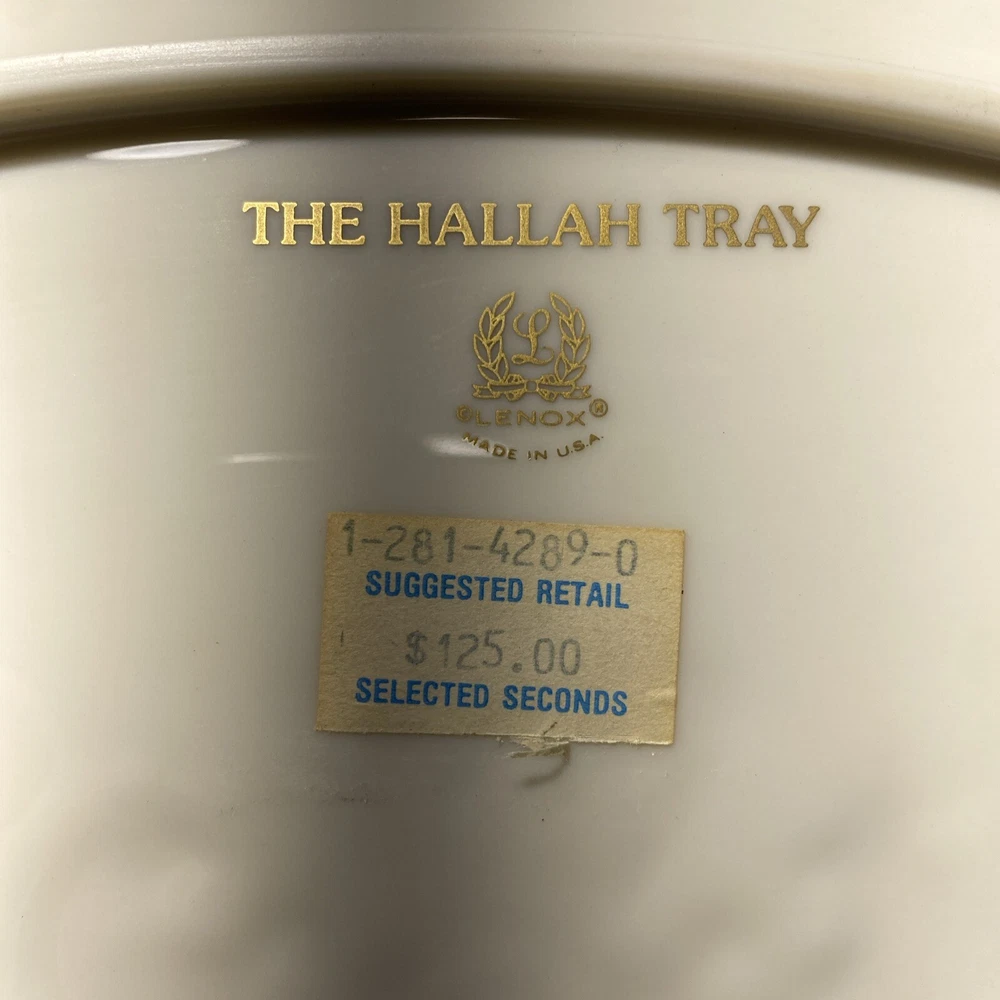 THE HALLAH TRAY
L
©LENOX®
MADE IN U.S.A.
1-281-4289-0
SUGGESTED RETAIL
$125.00
SELECTED SECONDS